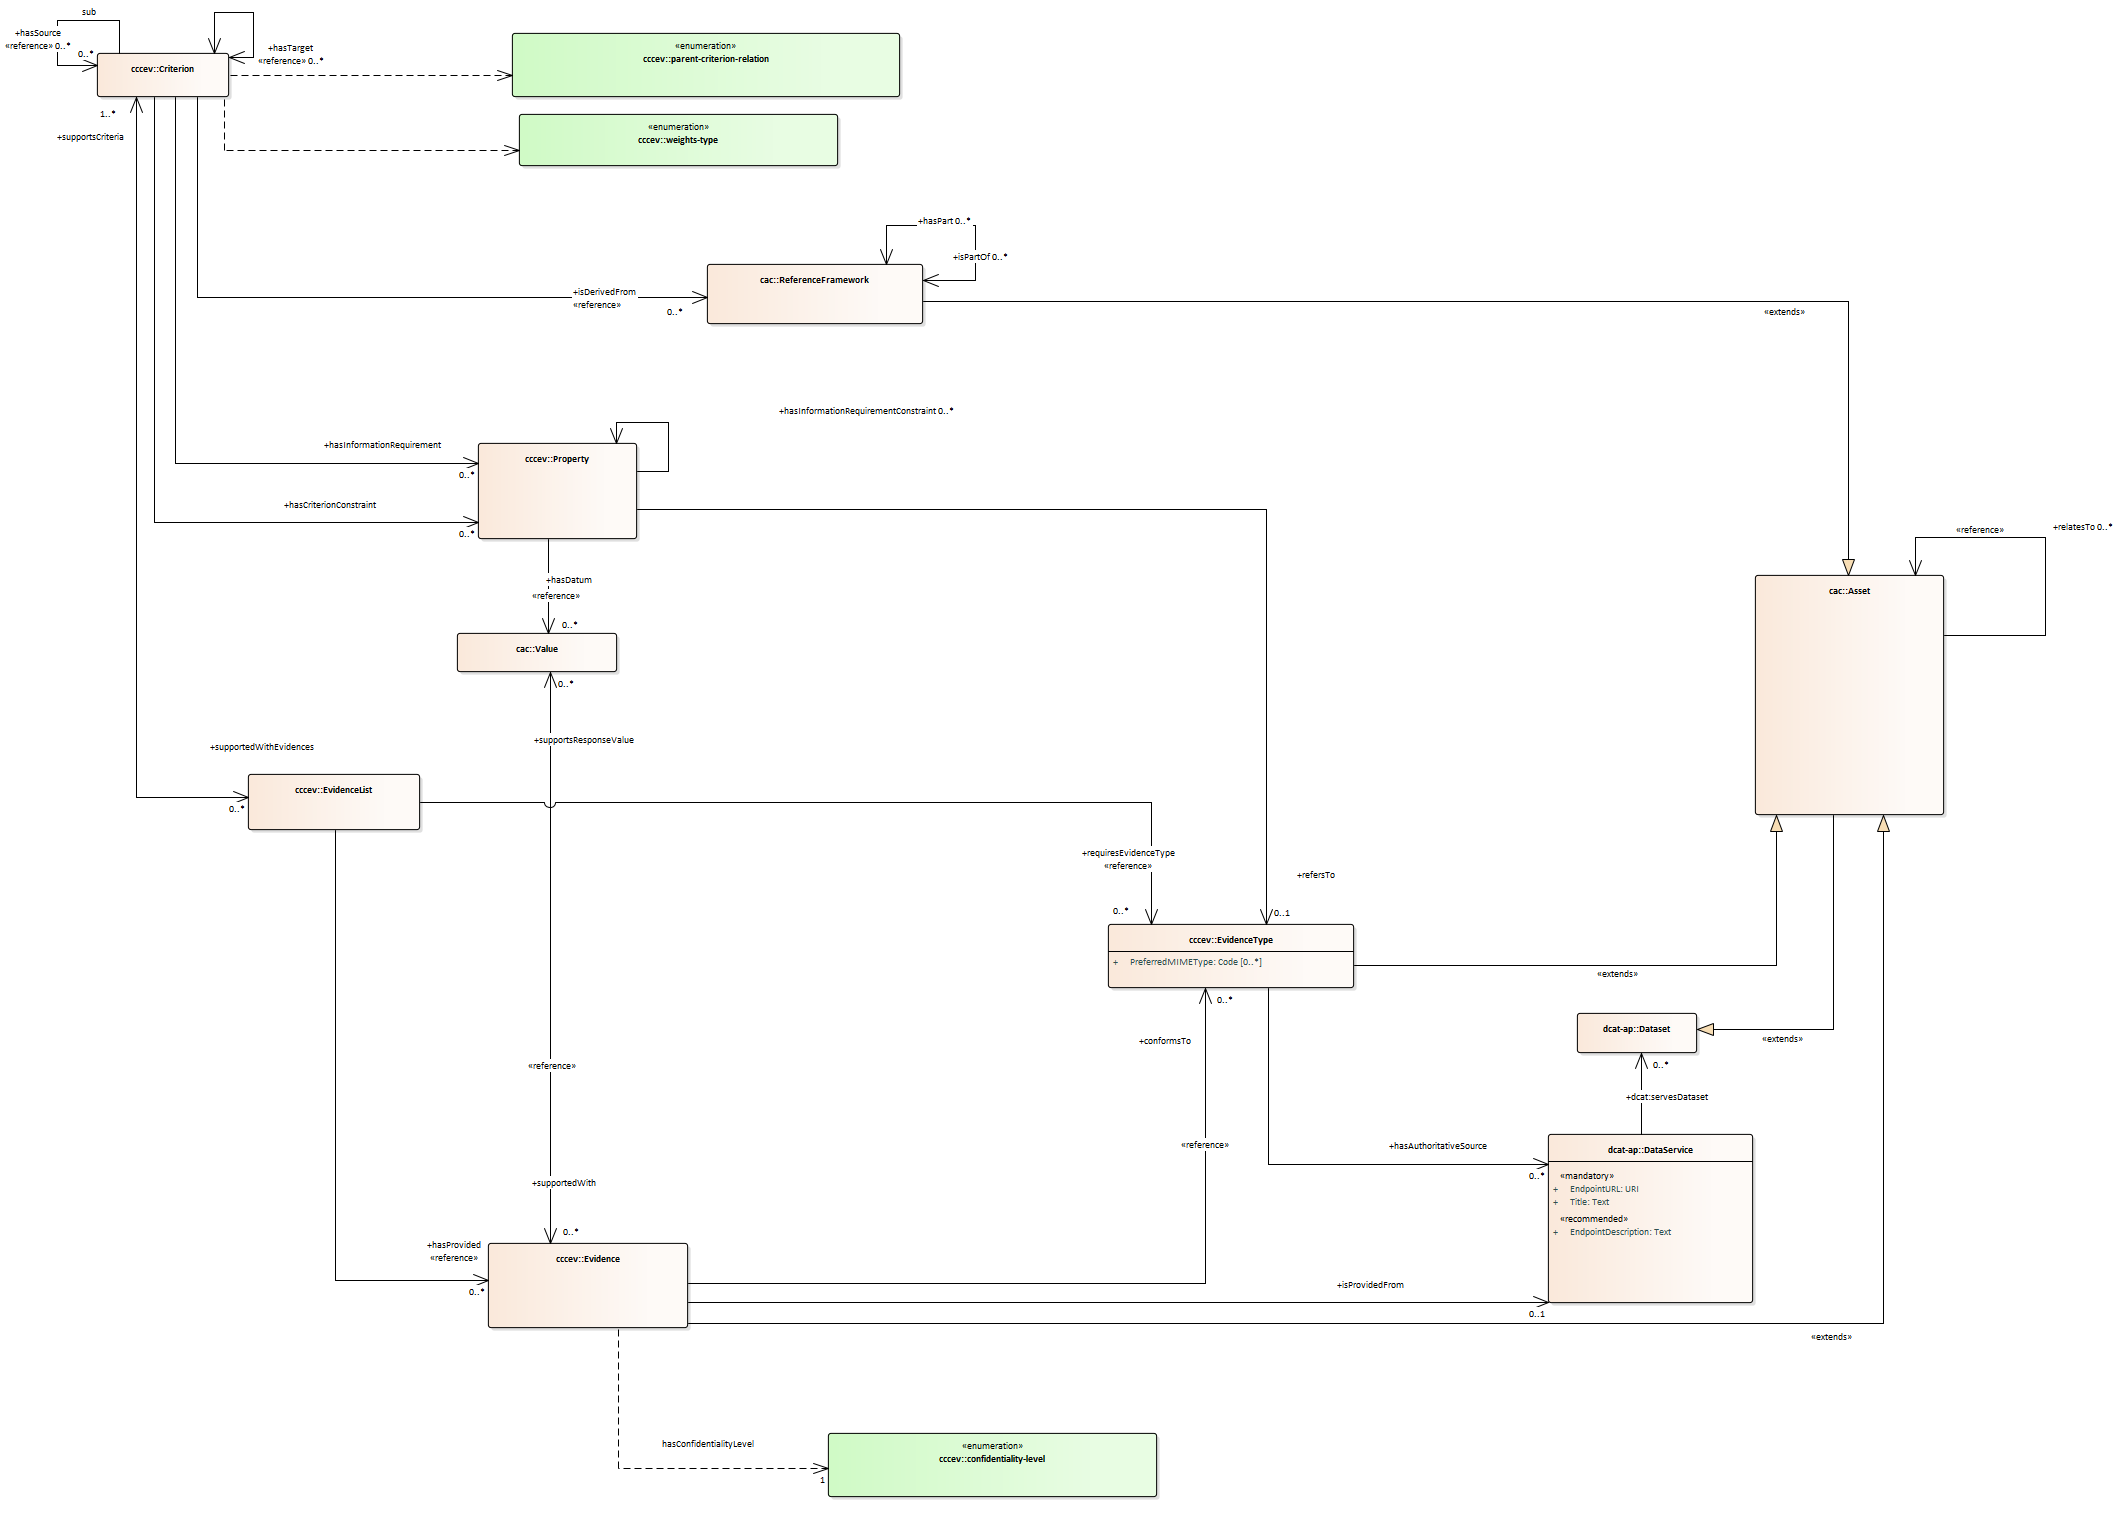 sub
+hasSource
«reference» 0..*
0..*
cccev::Criterion
+hasTarget
«reference» 0..*
«enumeration»
cccev::parent-criterion-relation
1..*
+supportsCriteria
«enumeration»
cccev::weights-type
+hasPart 0..*
+isPartOf 0..*
cac::ReferenceFramework
+isDerivedFrom
«reference»
0..*
«extends»
+hasInformationRequirementConstraint 0..*
+hasInformationRequirement
0..*
cccev::Property
+hasCriterionConstraint
0..*
«reference»
+relatesTo 0..*
+hasDatum
«reference»
0..*
cac::Asset
cac::Value
0..*
+supportsResponseValue
+supportedWithEvidences
cccev::EvidenceList
0..*
+requiresEvidenceType
«reference»
+refersTo
0..*
0..1
cccev::EvidenceType
+ PreferredMIMEType: Code [0..*]
«extends»
0..*
+conformsTo
dcat-ap::Dataset
«extends»
«reference»
0..*
+dcat:servesDataset
«reference»
+hasAuthoritativeSource
0..*
dcat-ap::DataService
«mandatory»
+ EndpointURL: URI
+ Title: Text
«recommended»
+ EndpointDescription: Text
+supportedWith
0..*
+hasProvided
«reference»
0..*
cccev::Evidence
+isProvidedFrom
0..1
«extends»
hasConfidentialityLevel
1
«enumeration»
cccev::confidentiality-level